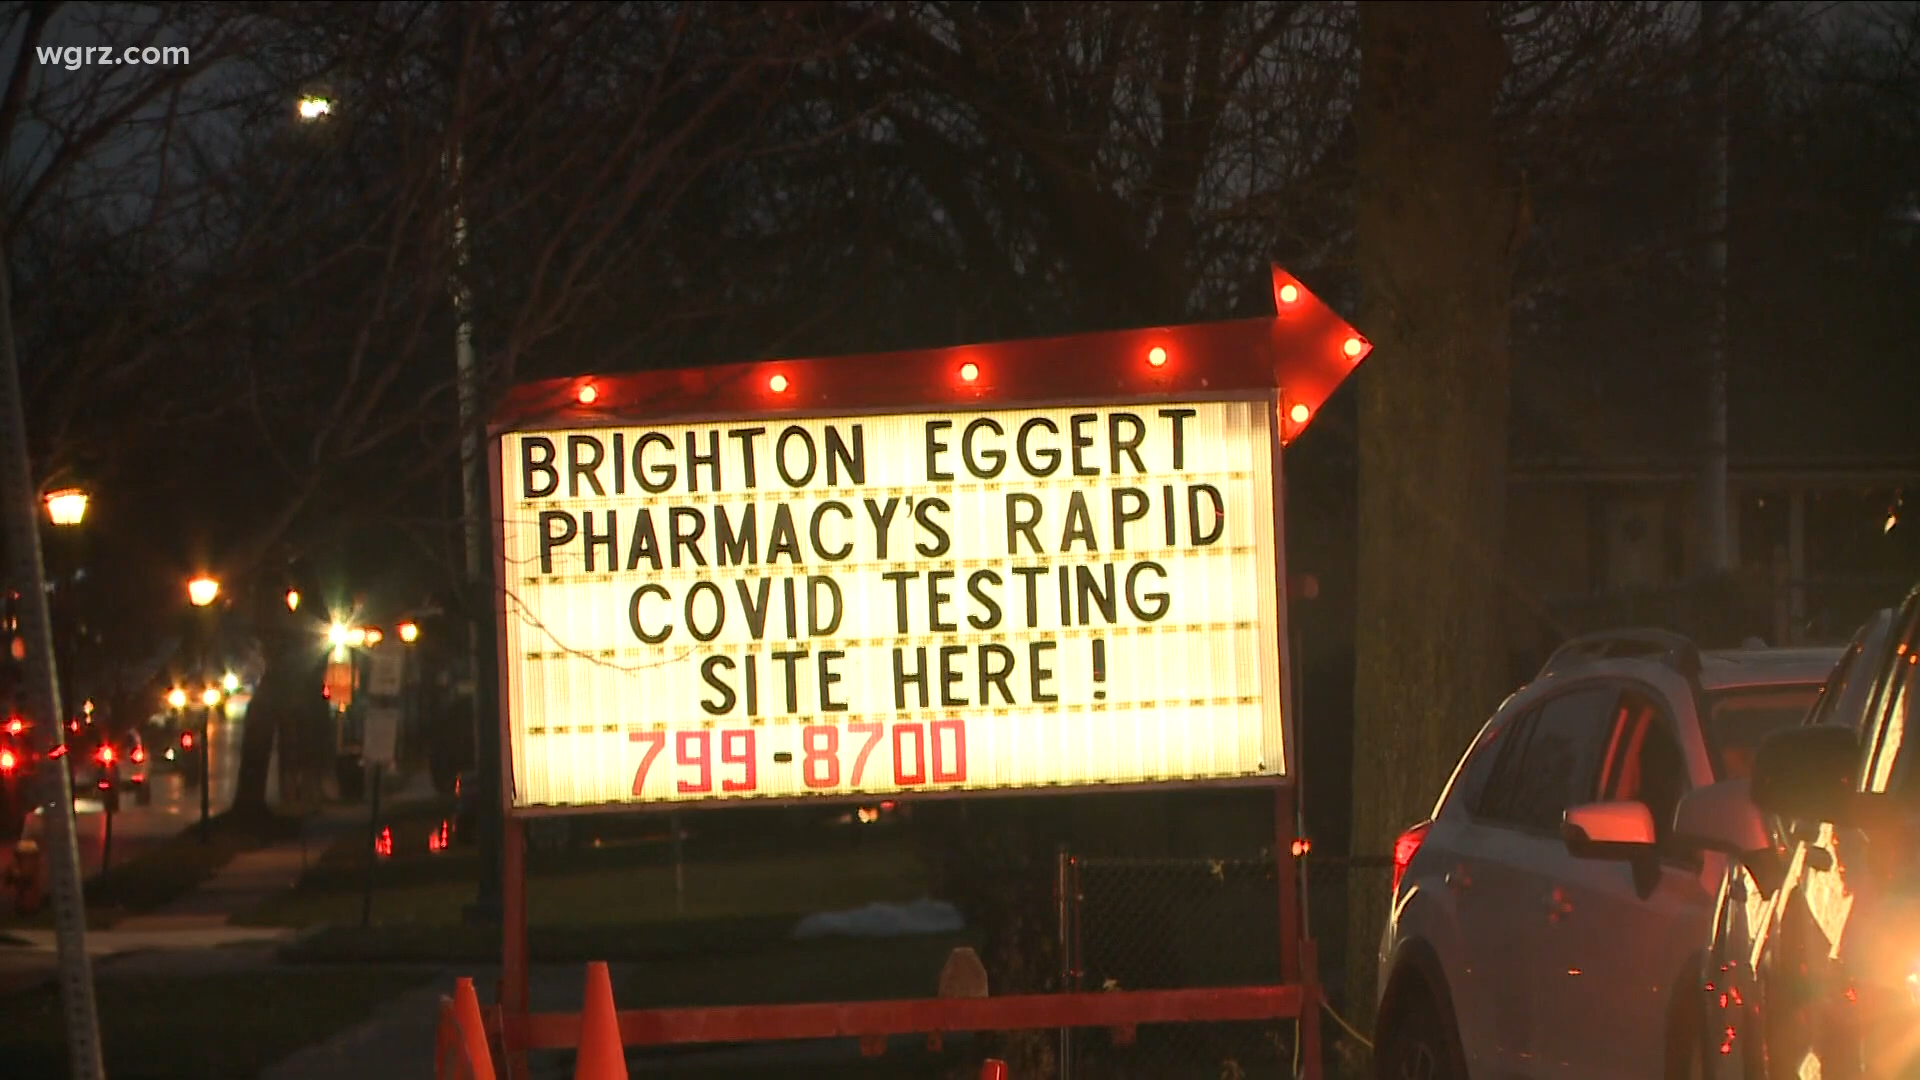 wgrz.com
BRIGHTON EGGERT
PHARMACY'S RAPID
COVID TESTING
SITE HERE!
799-8700